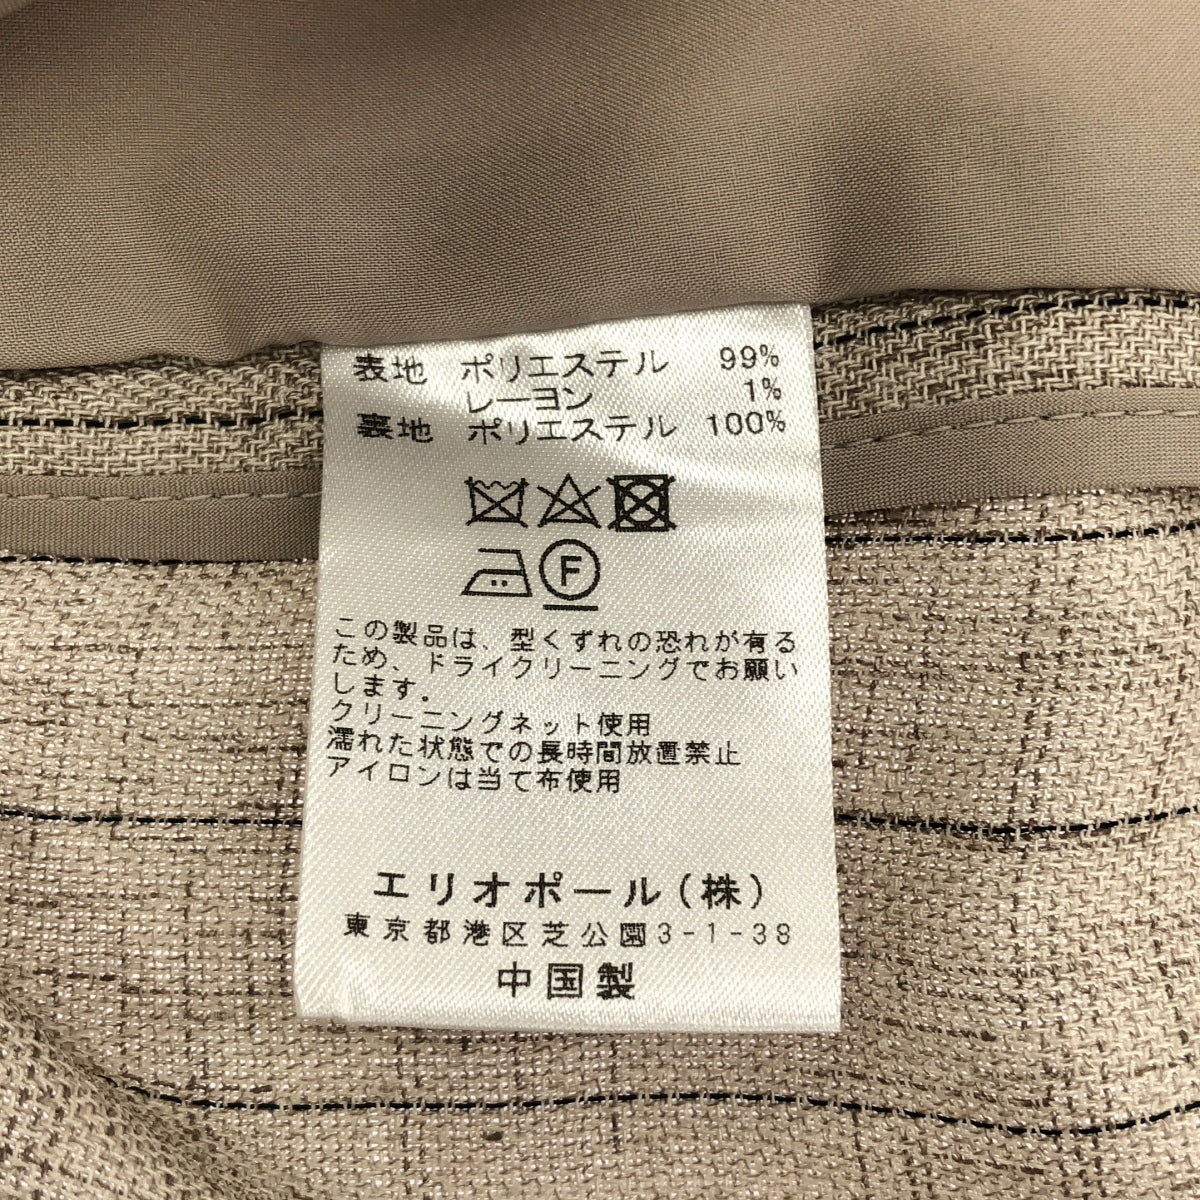 表地 ポリエステル 99%
レーヨン 1%
裏地 ポリエステル 100%
F
この製品は、型くずれの恐れが有る
ため、ドライクリーニングでお願い
します。
クリーニングネット使用
濡れた状態での長時間放置禁止
アイロンは当て布使用
エリオポール(株)
東京都港区芝公園3-1-38
中国製